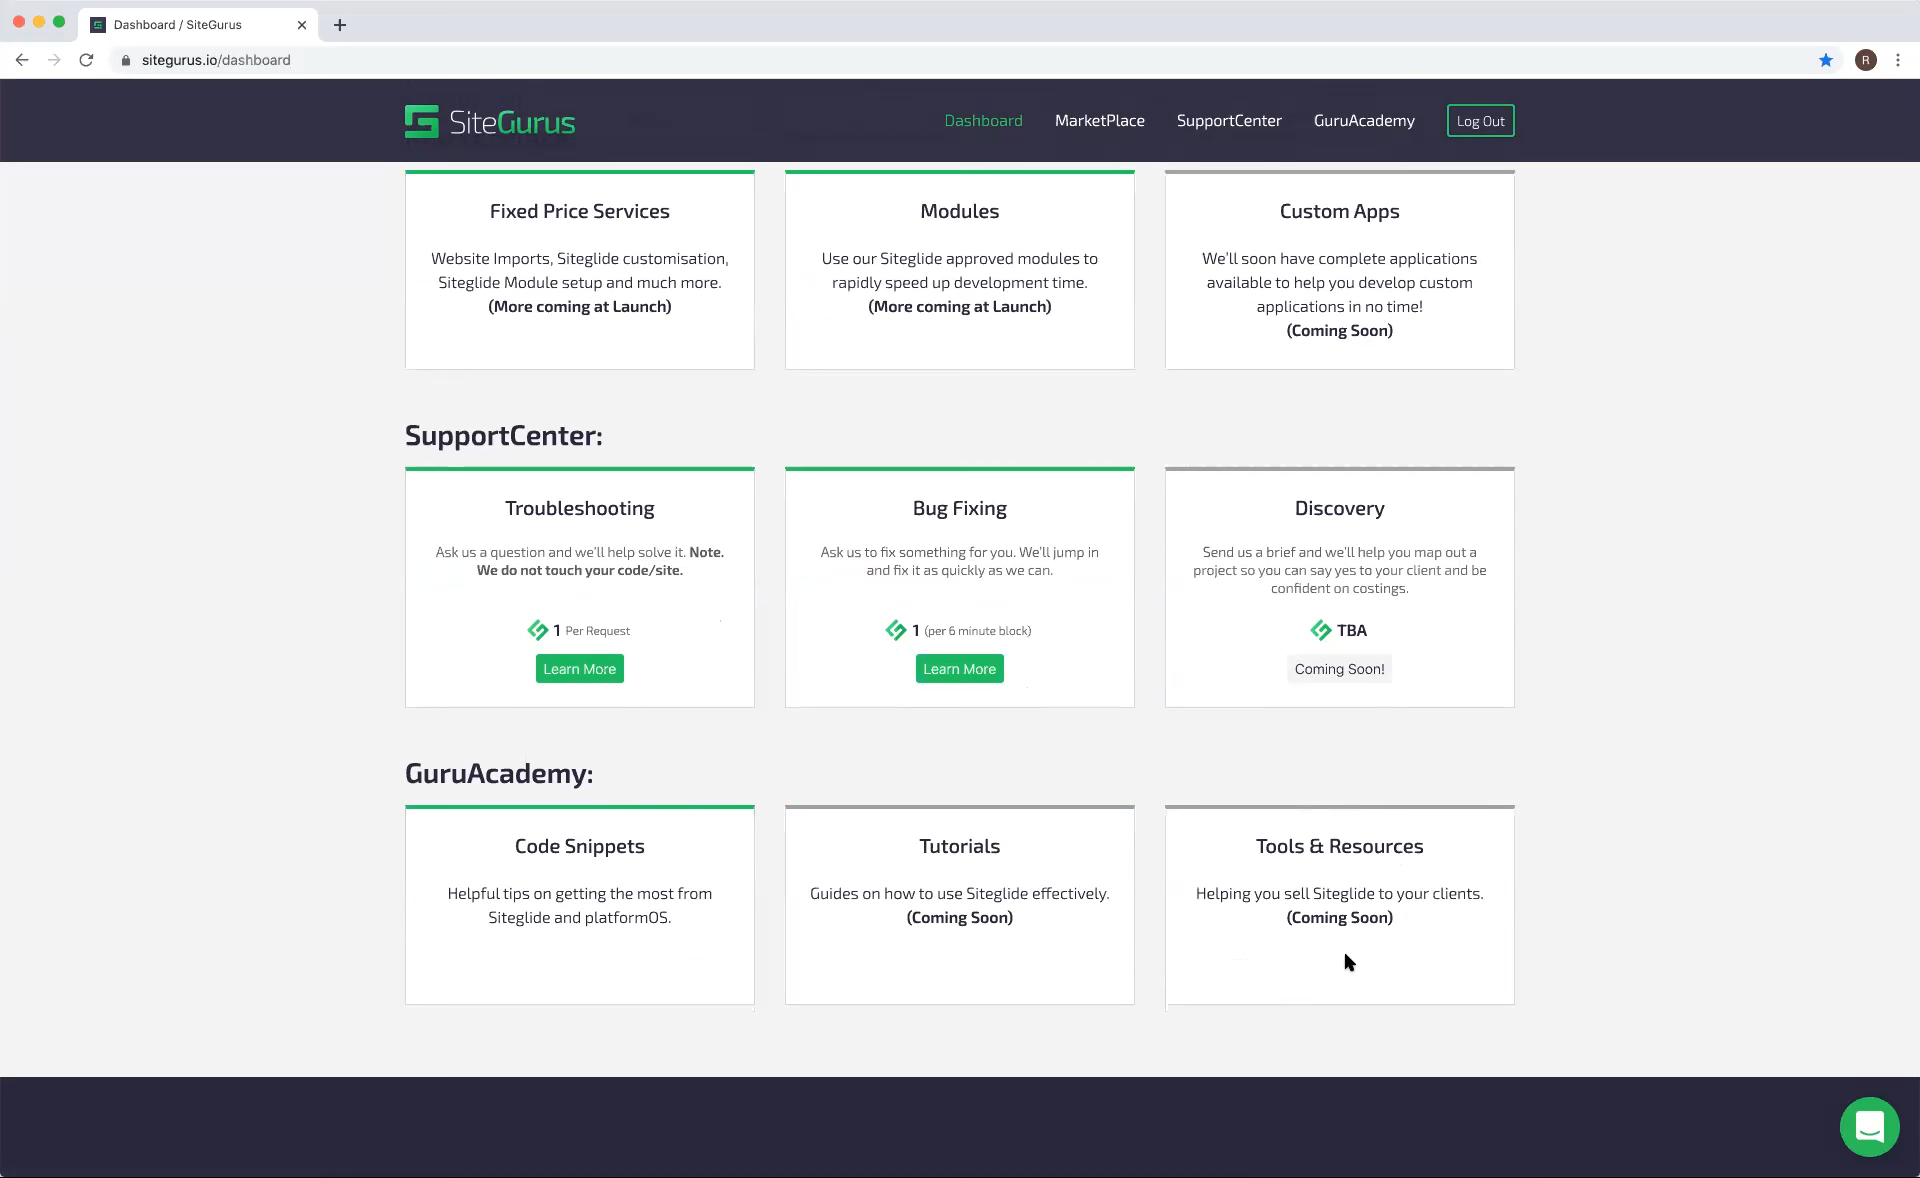 Dashboard / SiteGurus
sitegurus.io/dashboard
R
SiteGurus
Dashboard
MarketPlace
SupportCenter
GuruAcademy
Log Out
Fixed Price Services
Website Imports, Siteglide customisation,
Siteglide Module setup and much more.
(More coming at Launch)
Modules
Use our Siteglide approved modules to
rapidly speed up development time.
(More coming at Launch)
Custom Apps
We'll soon have complete applications
available to help you develop custom
applications in no time!
(Coming Soon)
SupportCenter:
Troubleshooting
Ask us a question and we'll help solve it. Note.
We do not touch your code/site.
1 Per Request
Learn More
Bug Fixing
Ask us to fix something for you. We'll jump in
and fix it as quickly as we can.
1 (per 6 minute block)
Learn More
Discovery
Send us a brief and we'll help you map out a
project so you can say yes to your client and be
confident on costings.
TBA
Coming Soon!
GuruAcademy:
Code Snippets
Helpful tips on getting the most from
Siteglide and platformOS.
Tutorials
Guides on how to use Siteglide effectively.
(Coming Soon)
Tools & Resources
Helping you sell Siteglide to your clients.
(Coming Soon)